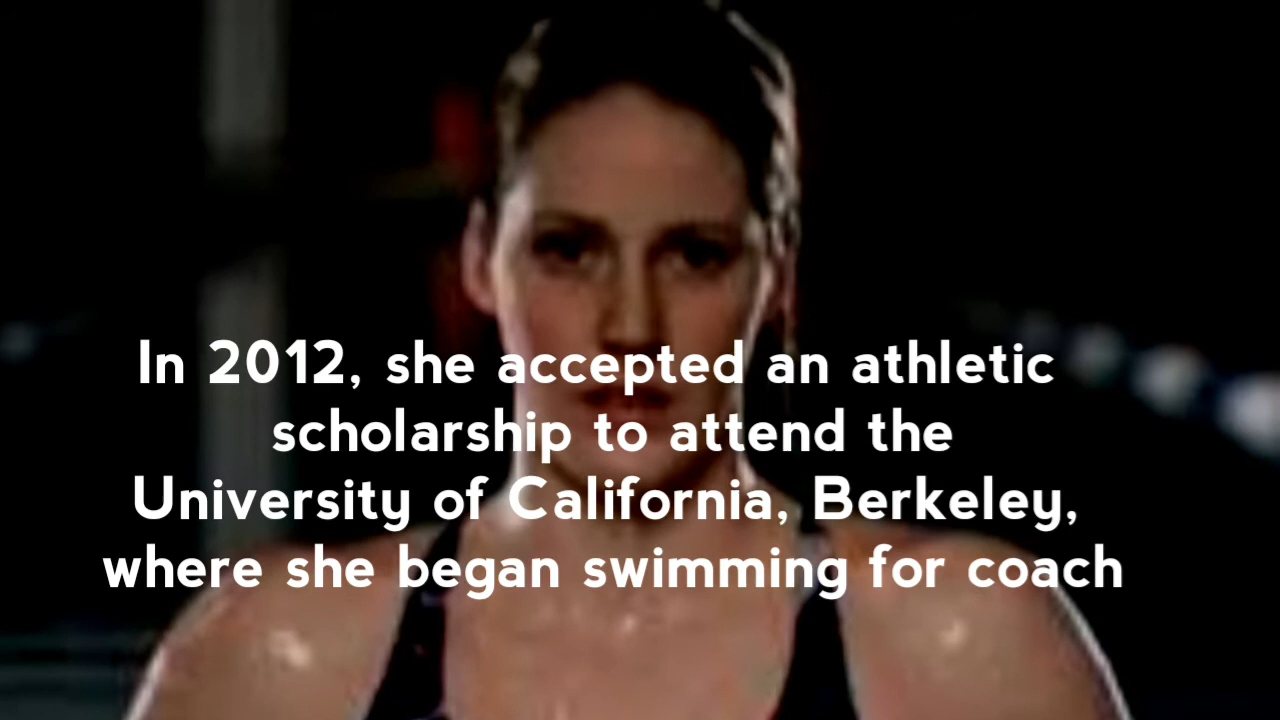 In 2012, she accepted an athletic
scholarship to attend the
University of California, Berkeley,
where she began swimming for coach